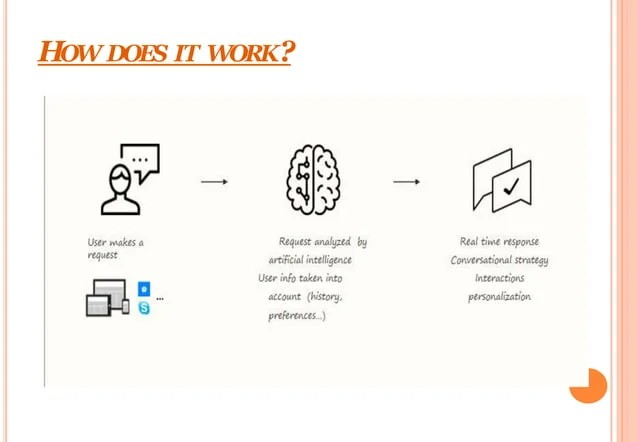 HOW DOES IT WORK?
User makes a
request
...
Request analyzed by
artificial intelligence
User info taken into
account (history,
preferences...)
Real time response
Conversational strategy
Interactions
personalization